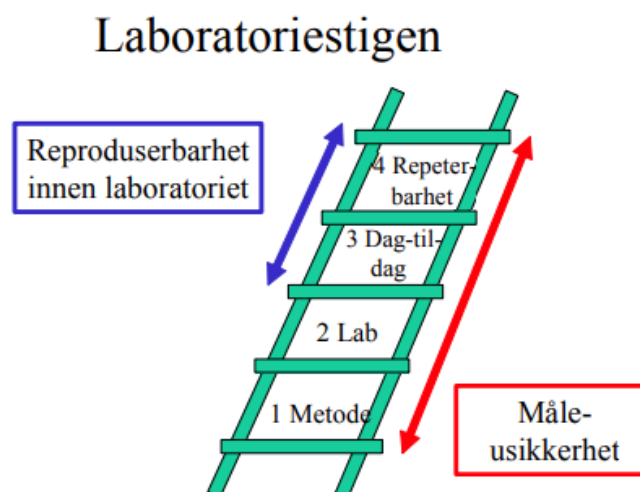 Laboratoriestigen
Reproduserbarhet
innen laboratoriet
4 Repeter-
barhet
3 Dag-til-
dag
2 Lab
1 Metode
Måle-
usikkerhet